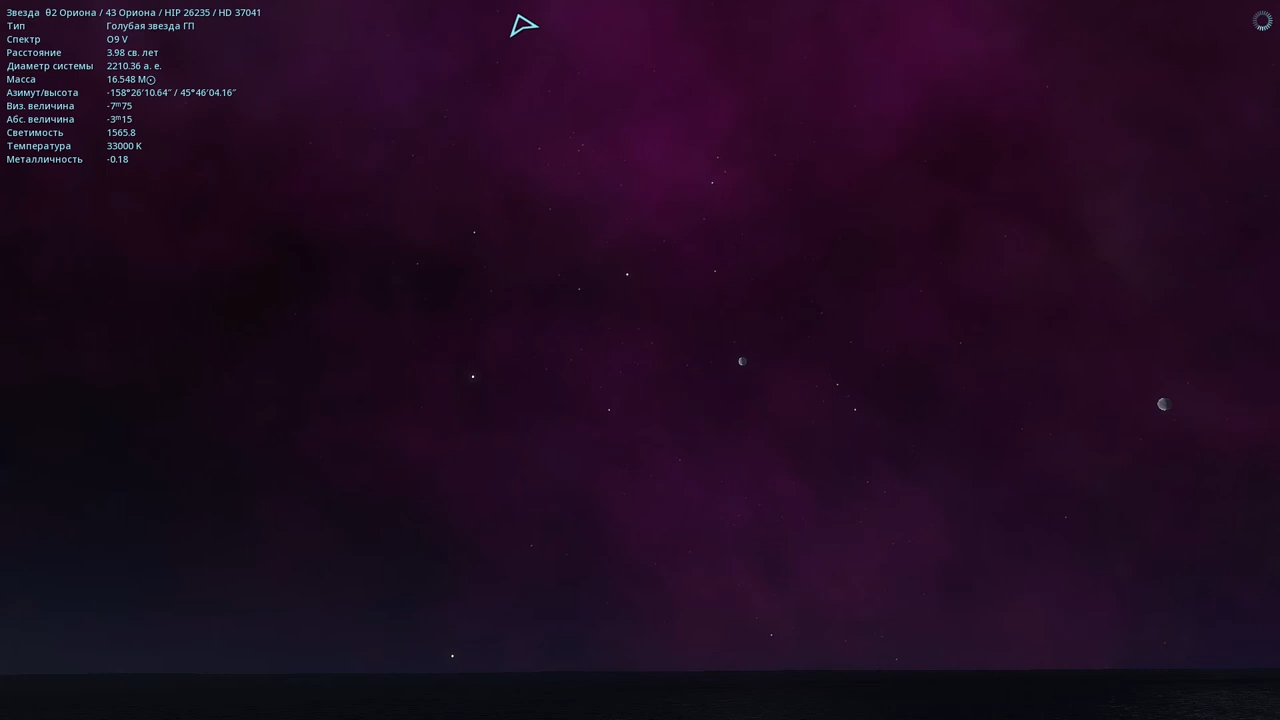 Звезда θ2 Ориона / 43 Ориона / HIP 26235 / HD 37041
Тип Голубая звезда ГП
Спектр O9 V
Расстояние 3.98 св. лет
Диаметр системы 2210.36 а. е.
Масса 16.548 M☉
Азимут/высота -158°26′10.64″ / 45°46′04.16″
Виз. величина -7ᵐ75
Абс. величина -3ᵐ15
Светимость 1565.8
Температура 33000 K
Металличность -0.18